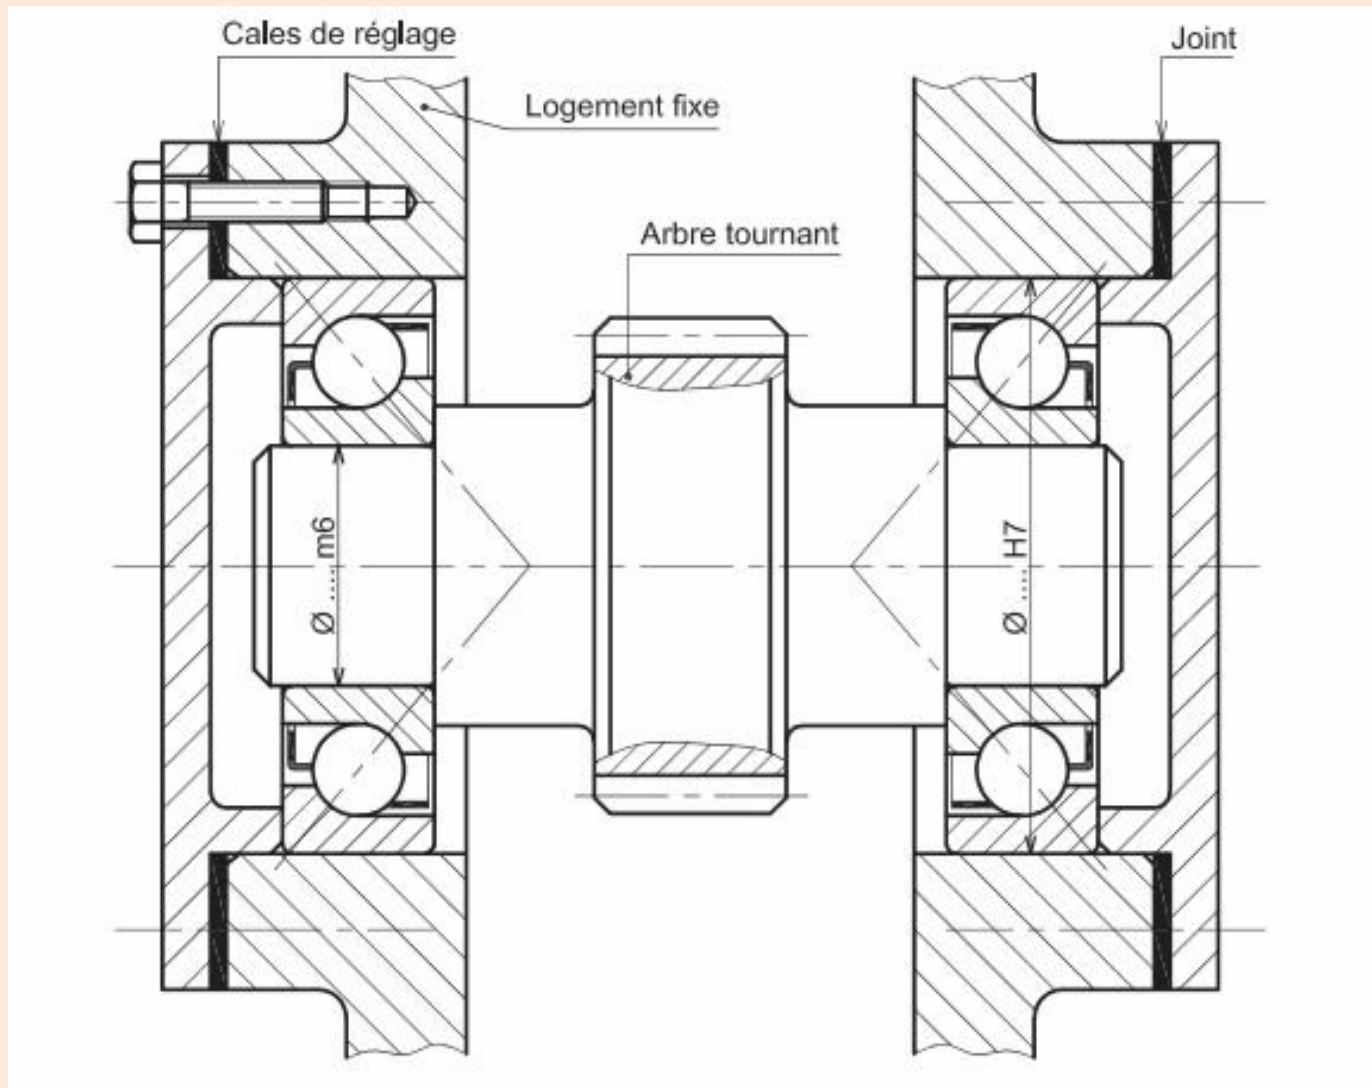 Cales de réglage
Joint
Logement fixe
Arbre tournant
Ø .... m6
Ø .... H7